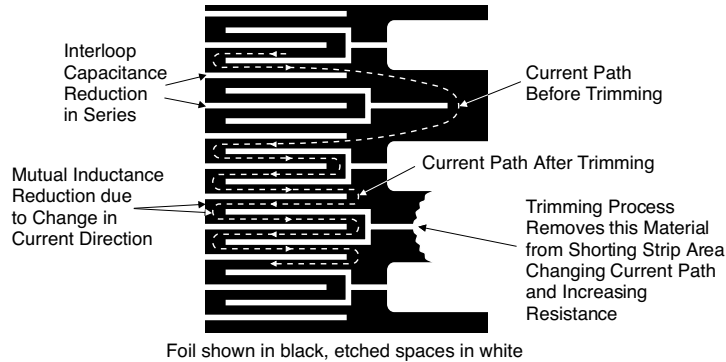 Interloop
Capacitance
Reduction
in Series
Current Path
Before Trimming
Mutual Inductance
Reduction due
to Change in
Current Direction
Current Path After Trimming
Trimming Process
Removes this Material
from Shorting Strip Area
Changing Current Path
and Increasing
Resistance
Foil shown in black, etched spaces in white